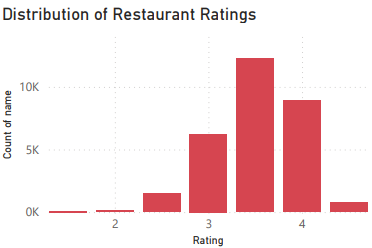 Distribution of Restaurant Ratings
10K
5K
0K
Count of name
2
3
4
Rating